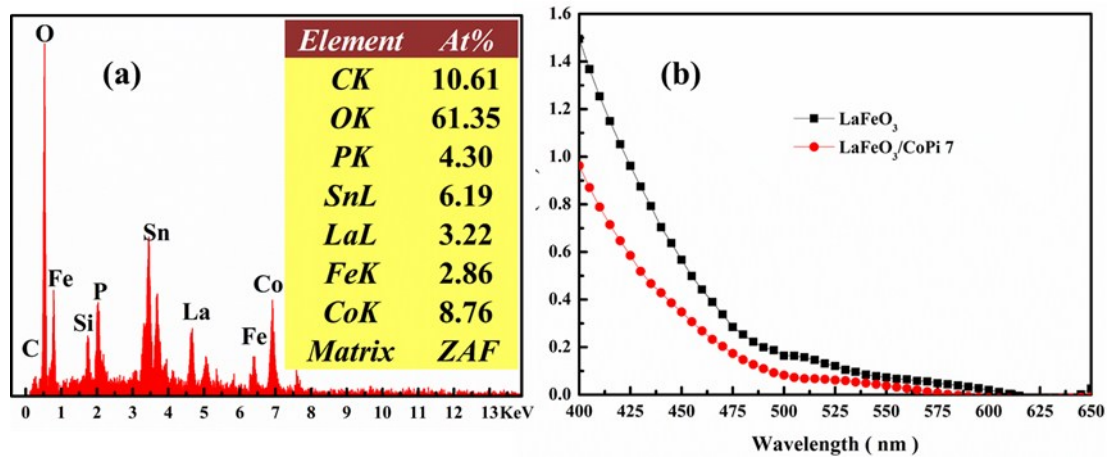 (a)
O
Fe
Si
P
C
Sn
La
Fe
Co
Element At%
CK 10.61
OK 61.35
PK 4.30
SnL 6.19
LaL 3.22
FeK 2.86
CoK 8.76
Matrix ZAF
0 1 2 3 4 5 6 7 8 9 10 11 12 13KeV
(b)
1.6
1.4
1.2
1.0
0.8
0.6
0.4
0.2
0.0
LaFeO₃
LaFeO₃/CoPi 7
400 425 450 475 500 525 550 575 600 625 650
Wavelength ( nm )